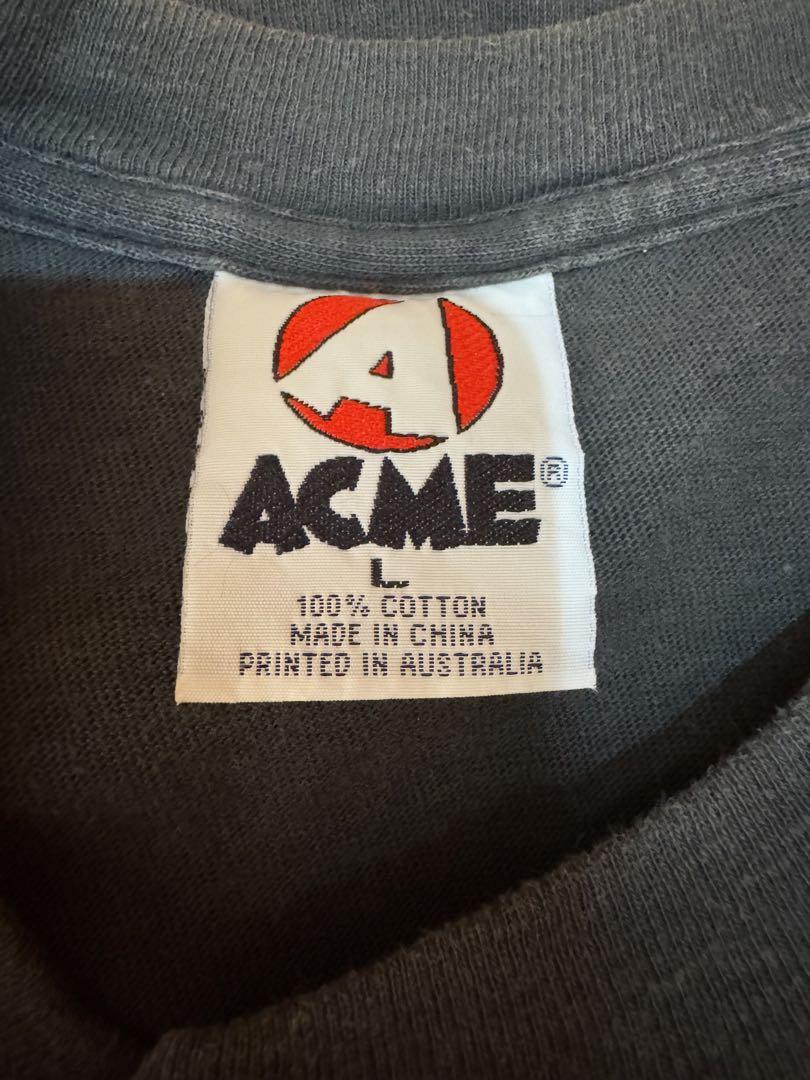 A
ACME®
L
100% COTTON
MADE IN CHINA
PRINTED IN AUSTRALIA